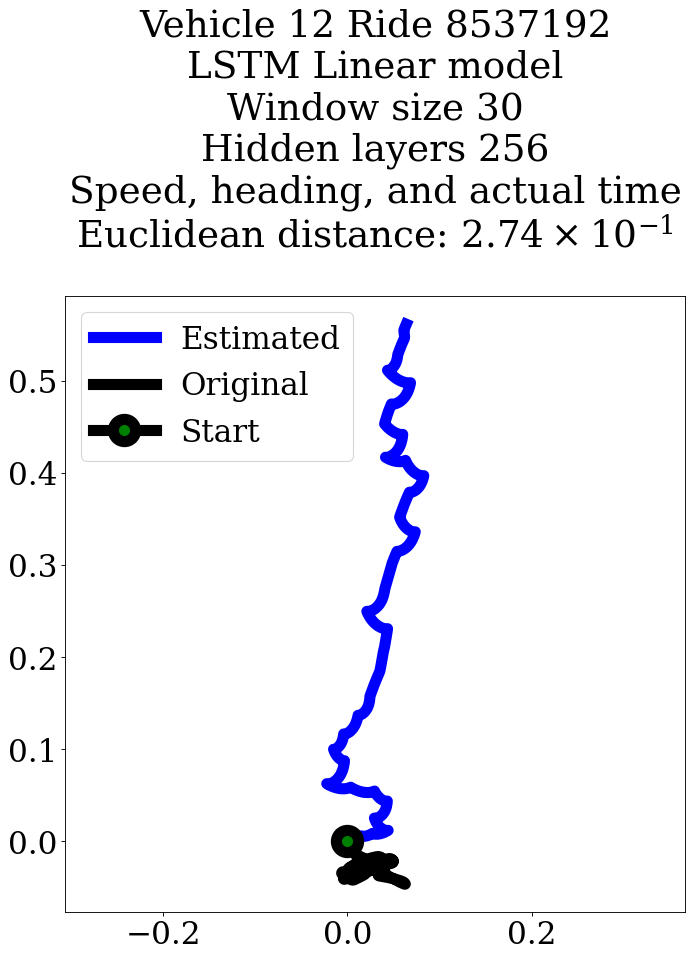 Vehicle 12 Ride 8537192
LSTM Linear model
Window size 30
Hidden layers 256
Speed, heading, and actual time
Euclidean distance: 2.74 × 10⁻¹
Estimated
Original
Start
0.5
0.4
0.3
0.2
0.1
0.0
−0.2 0.0 0.2